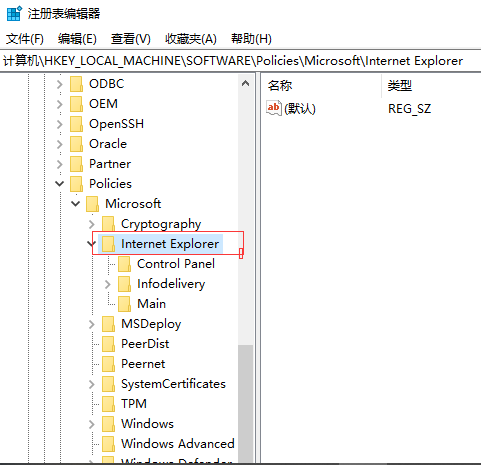 注册表编辑器
文件(F) 编辑(E) 查看(V) 收藏夹(A) 帮助(H)
计算机\HKEY_LOCAL_MACHINE\SOFTWARE\Policies\Microsoft\Internet Explorer
名称 类型
ab (默认) REG_SZ
ODBC
OEM
OpenSSH
Oracle
Partner
Policies
Microsoft
Cryptography
Internet Explorer
Control Panel
Infodelivery
Main
MSDeploy
PeerDist
Peernet
SystemCertificates
TPM
Windows
Windows Advanced
Windows Defender